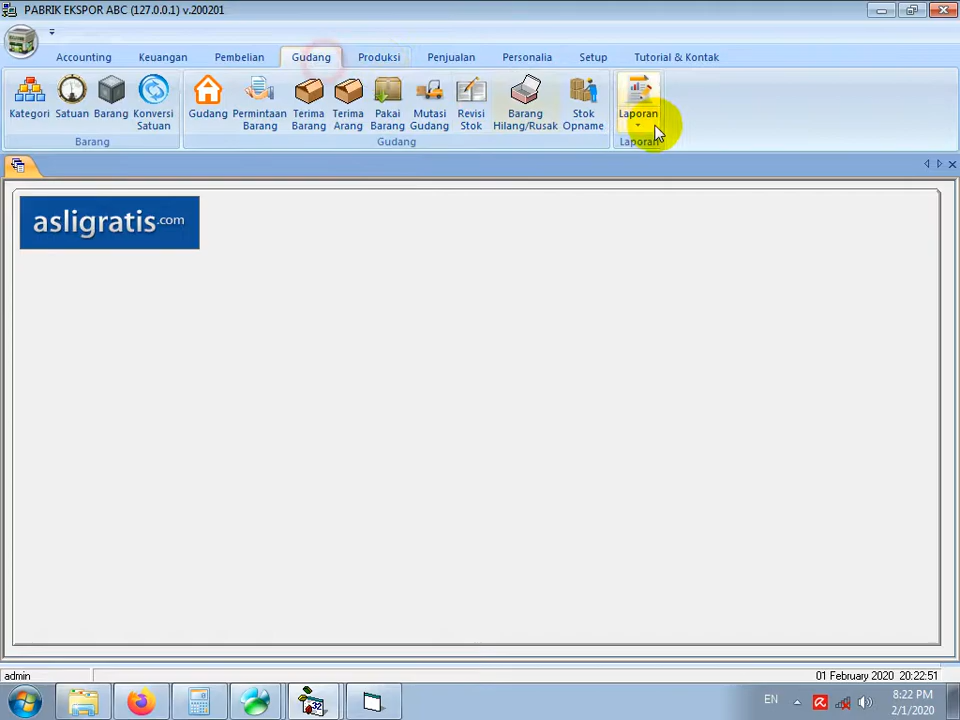 PABRIK EKSPOR ABC (127.0.0.1) v.200201
Accounting Keuangan Pembelian Gudang Produksi Penjualan Personalia Setup Tutorial & Kontak
Kategori Satuan Barang Konversi Satuan Gudang Permintaan Barang Terima Barang Terima Arang Pakai Barang Mutasi Gudang Revisi Stok Barang Hilang/Rusak Stok Opname Laporan
Barang Gudang Laporan
asligratis.com
admin 01 February 2020 20:22:51
32
EN 8:22 PM
2/1/2020